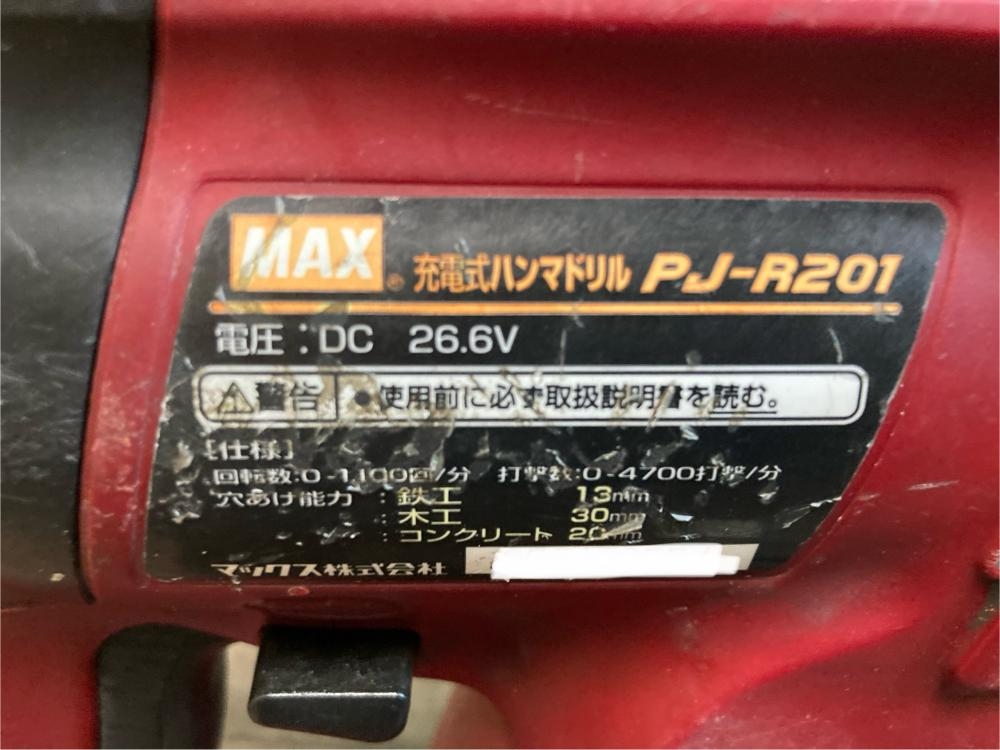 MAX® 充電式ハンマドリル PJ-R201
電圧:DC 26.6V
⚠警告 ●使用前に必ず取扱説明書を読む。
[仕様]
回転数:0-1100回/分 打撃数:0-4700打撃/分
穴あけ能力 :鉄工 13mm
:木工 30mm
:コンクリート 20mm
マックス株式会社